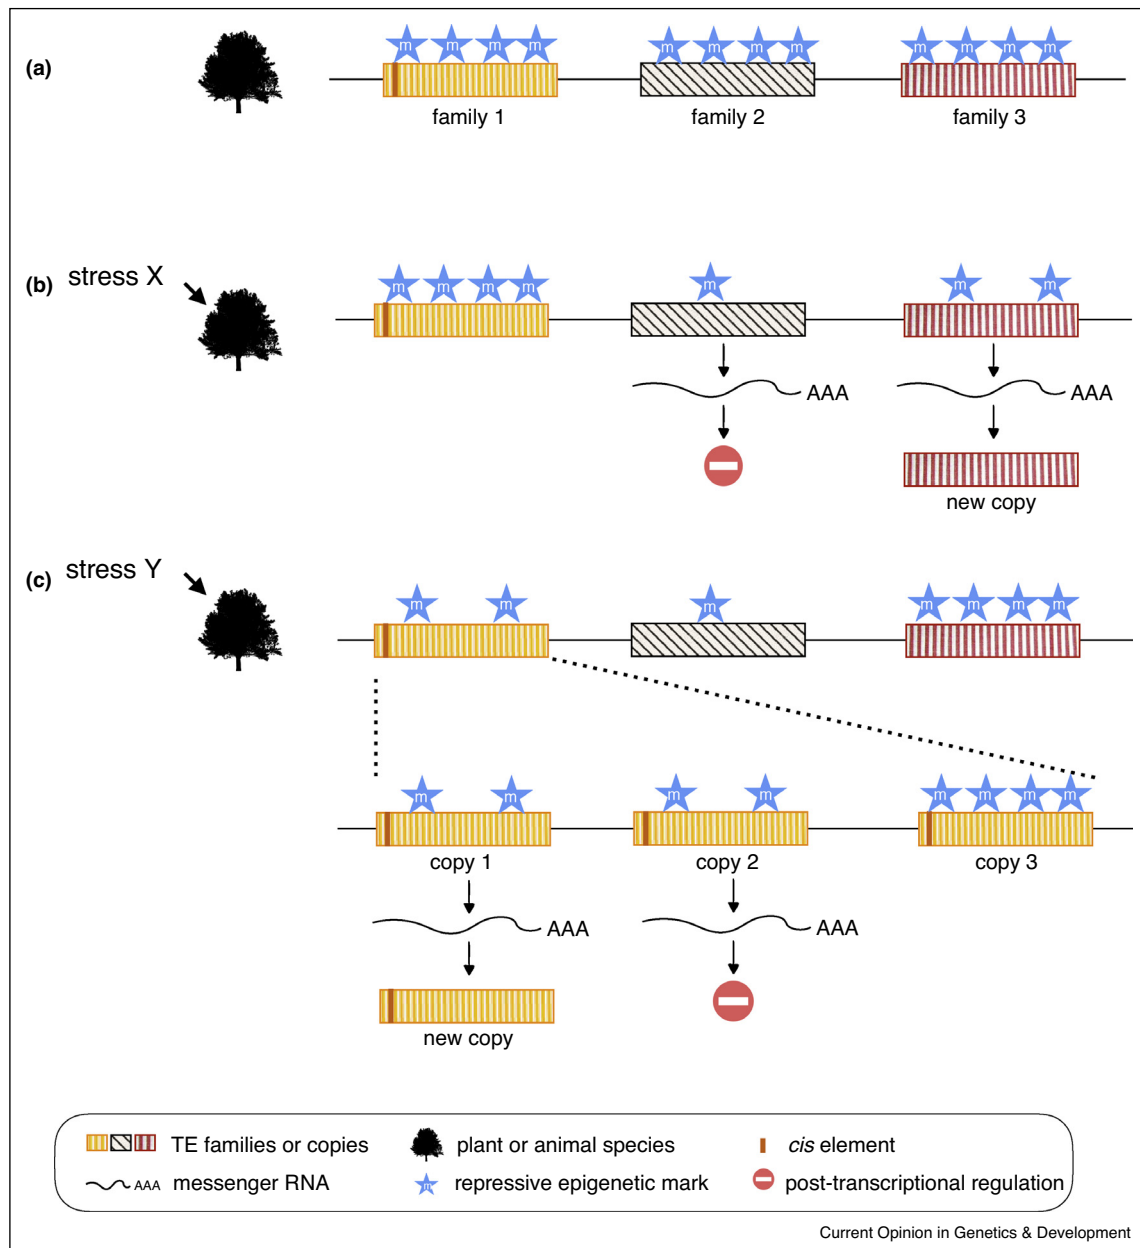 (a)
m m m m m m m m m m m m
family 1 family 2 family 3
(b) stress X
m m m m m m m
AAA AAA
new copy
(c) stress Y
m m m m m m m
m m m m m m m m
copy 1 copy 2 copy 3
AAA AAA
new copy
TE families or copies plant or animal species cis element
AAA messenger RNA m repressive epigenetic mark post-transcriptional regulation
Current Opinion in Genetics & Development